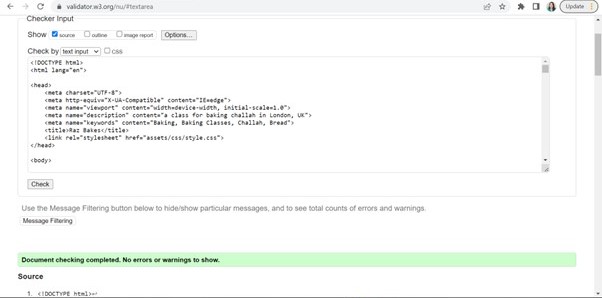 validator.w3.org/nu/#textarea
Update
Checker Input
Show source outline image report Options...
Check by text input css
<!DOCTYPE html>
<html lang="en">
<head>
<meta charset="UTF-8">
<meta http-equiv="X-UA-Compatible" content="IE=edge">
<meta name="viewport" content="width=device-width, initial-scale=1.0">
<meta name="description" content="a class for baking challah in London, UK">
<meta name="keywords" content="Baking, Baking Classes, Challah, Bread">
<title>Raz Bakes</title>
<link rel="stylesheet" href="assets/css/style.css">
</head>
<body>
Check
Use the Message Filtering button below to hide/show particular messages, and to see total counts of errors and warnings.
Message Filtering
Document checking completed. No errors or warnings to show.
Source
1. <!DOCTYPE html>↩